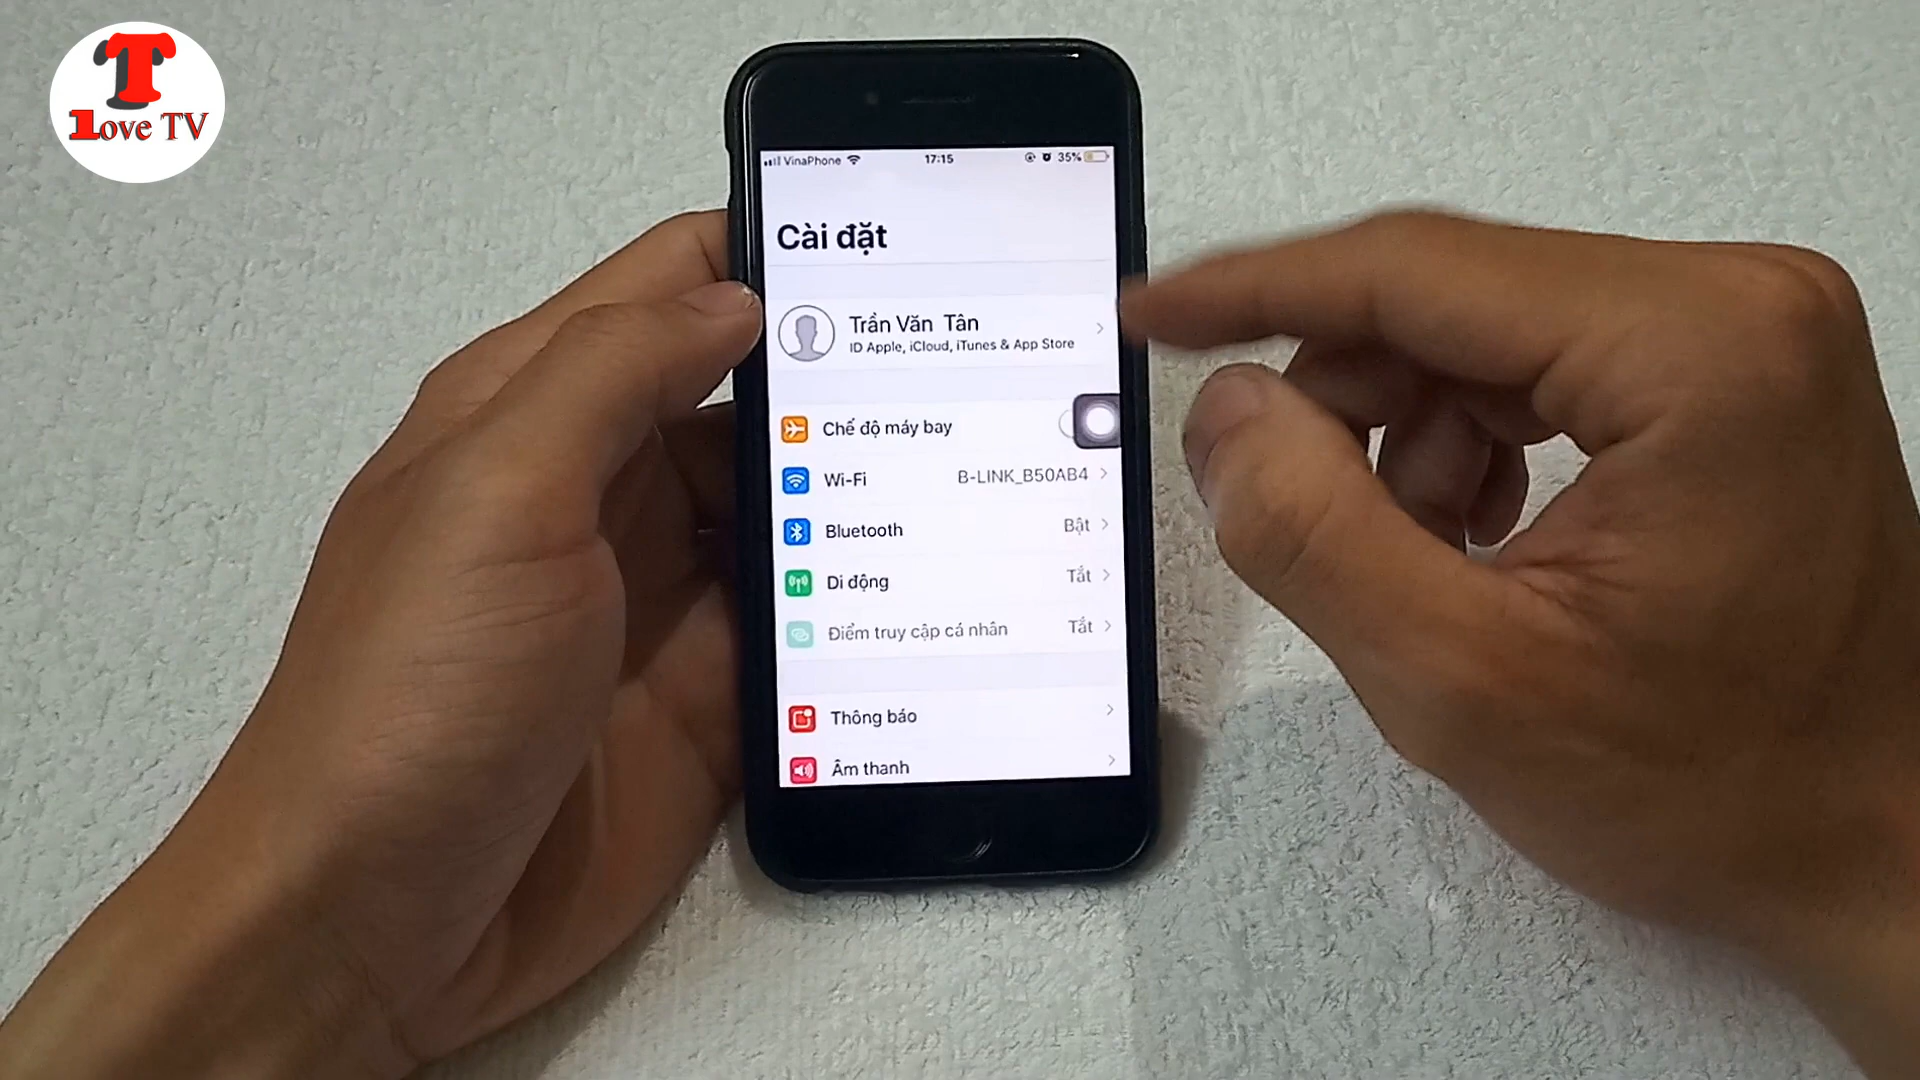 T
Love TV
VinaPhone 17:15 35%
Cài đặt
Trần Văn Tân
ID Apple, iCloud, iTunes & App Store
Chế độ máy bay
Wi-Fi B-LINK_B50AB4
Bluetooth Bật
Di động Tắt
Điểm truy cập cá nhân Tắt
Thông báo
Âm thanh